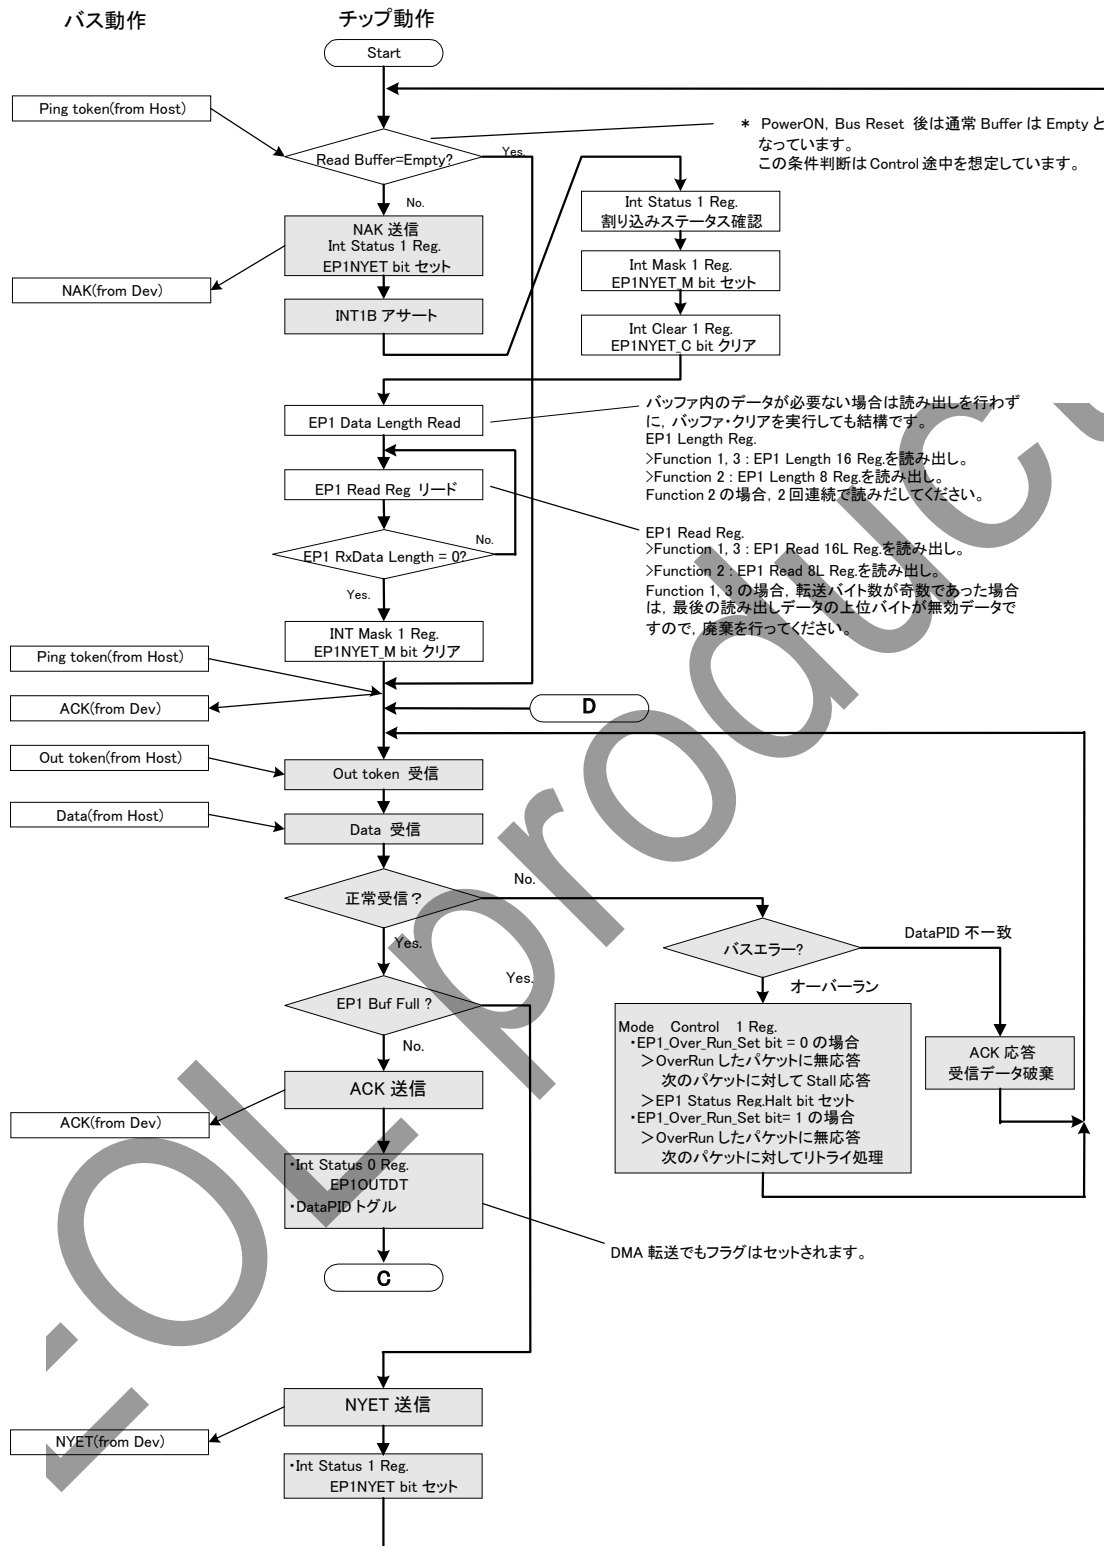 バス動作
チップ動作
Start
Ping token(from Host)
Read Buffer=Empty?
Yes.
No.
* PowerON, Bus Reset 後は通常 Buffer は Empty と
なっています。
この条件判断は Control 途中を想定しています。
NAK 送信
Int Status 1 Reg.
EP1NYET bit セット
NAK(from Dev)
INT1B アサート
Int Status 1 Reg.
割り込みステータス確認
Int Mask 1 Reg.
EP1NYET_M bit セット
Int Clear 1 Reg.
EP1NYET_C bit クリア
EP1 Data Length Read
バッファ内のデータが必要ない場合は読み出しを行わず
に, バッファ・クリアを実行しても結構です。
EP1 Length Reg.
>Function 1, 3 : EP1 Length 16 Reg.を読み出し。
>Function 2 : EP1 Length 8 Reg.を読み出し。
Function 2 の場合, 2 回連続で読みだしてください。
EP1 Read Reg リード
EP1 RxData Length = 0?
No.
Yes.
EP1 Read Reg.
>Function 1, 3 : EP1 Read 16L Reg.を読み出し。
>Function 2 : EP1 Read 8L Reg.を読み出し。
Function 1, 3 の場合, 転送バイト数が奇数であった場合
は, 最後の読み出しデータの上位バイトが無効データで
すので, 廃棄を行ってください。
INT Mask 1 Reg.
EP1NYET_M bit クリア
Ping token(from Host)
ACK(from Dev)
D
Out token(from Host)
Out token 受信
Data(from Host)
Data 受信
正常受信？
No.
Yes.
バスエラー?
DataPID 不一致
オーバーラン
EP1 Buf Full ?
Yes.
No.
Mode Control 1 Reg.
・EP1_Over_Run_Set bit = 0 の場合
＞OverRun したパケットに無応答
次のパケットに対して Stall 応答
＞EP1 Status Reg.Halt bit セット
・EP1_Over_Run_Set bit= 1 の場合
＞OverRun したパケットに無応答
次のパケットに対してリトライ処理
ACK 応答
受信データ破棄
ACK 送信
ACK(from Dev)
・Int Status 0 Reg.
EP1OUTDT
・DataPID トグル
DMA 転送でもフラグはセットされます。
C
NYET 送信
NYET(from Dev)
・Int Status 1 Reg.
EP1NYET bit セット